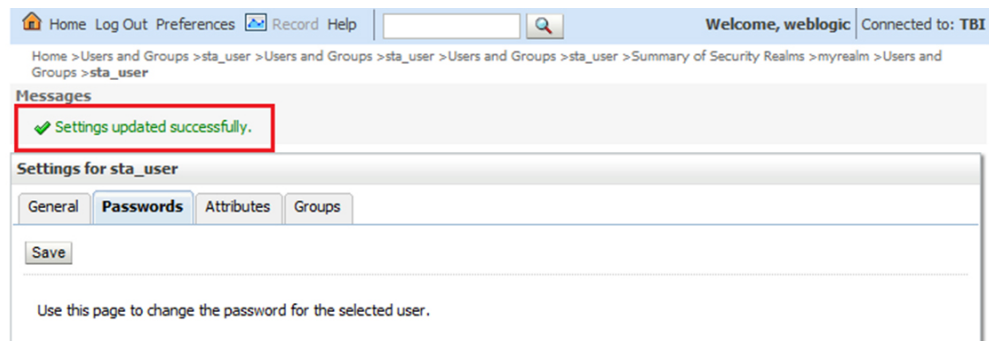 Home Log Out Preferences Record Help Welcome, weblogic Connected to: TBI
Home >Users and Groups >sta_user >Users and Groups >sta_user >Users and Groups >sta_user >Summary of Security Realms >myrealm >Users and
Groups >sta_user
Messages
Settings updated successfully.
Settings for sta_user
General Passwords Attributes Groups
Save
Use this page to change the password for the selected user.